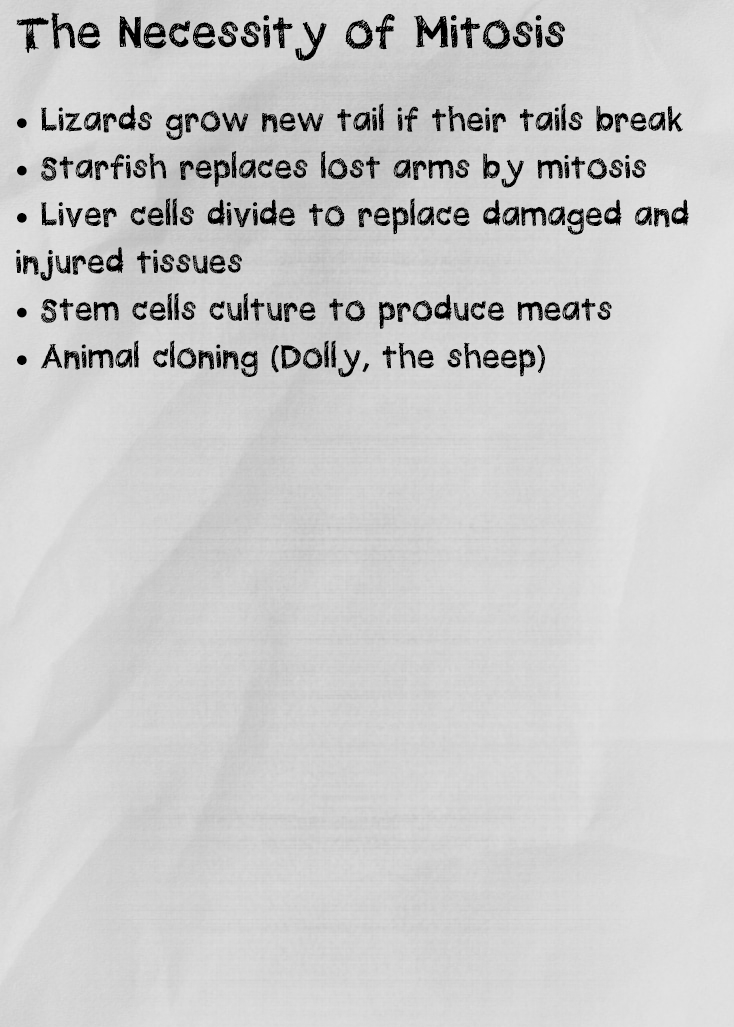 The Necessity of Mitosis
• Lizards grow new tail if their tails break
• Starfish replaces lost arms by mitosis
• Liver cells divide to replace damaged and
injured tissues
• Stem cells culture to produce meats
• Animal cloning (Dolly, the sheep)